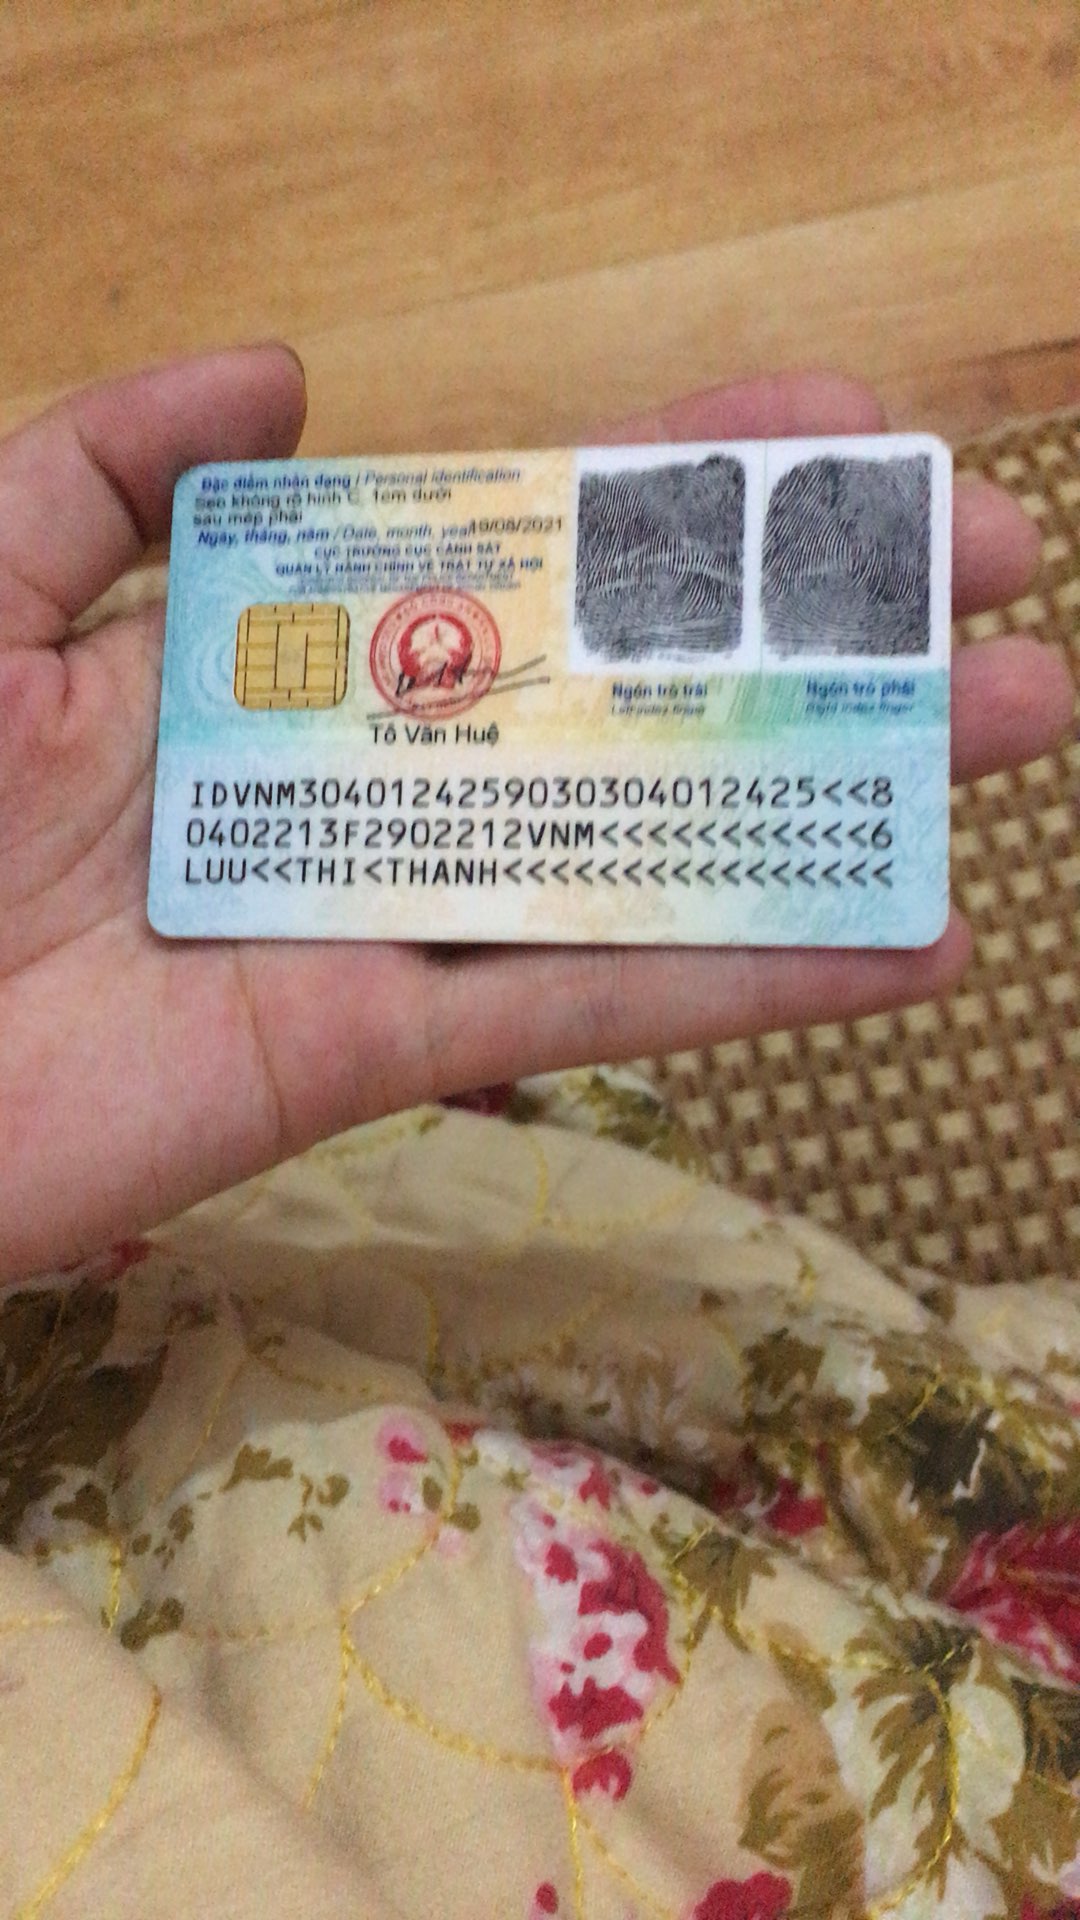 Đặc điểm nhân dạng / Personal identification
Sẹo không rõ hình C. 1cm dưới
sau mép phải
Ngày, tháng, năm / Date, month, year 19/08/2021
CỤC TRƯỞNG CỤC CẢNH SÁT
QUẢN LÝ HÀNH CHÍNH VỀ TRẬT TỰ XÃ HỘI
Tô Văn Huệ
Ngón trỏ trái
Left index finger
Ngón trỏ phải
Right index finger
IDVNM3040124259030304012425<<8
0402213F2902212VNM<<<<<<<<<<<6
LUU<<THI<THANH<<<<<<<<<<<<<<<<